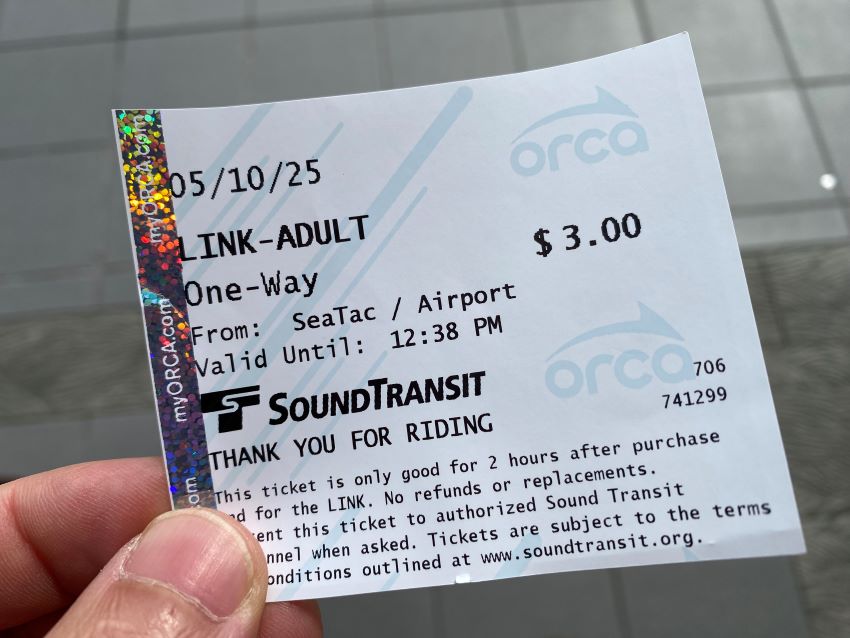 orca
05/10/25
LINK-ADULT $ 3.00
One-Way
From: SeaTac / Airport
Valid Until: 12:38 PM
orca
706
741299
SOUNDTRANSIT
THANK YOU FOR RIDING
This ticket is only good for 2 hours after purchase
for the LINK. No refunds or replacements.
this ticket to authorized Sound Transit
when asked. Tickets are subject to the terms
outlined at www.soundtransit.org.
myORCA.com
myORCA.com
om